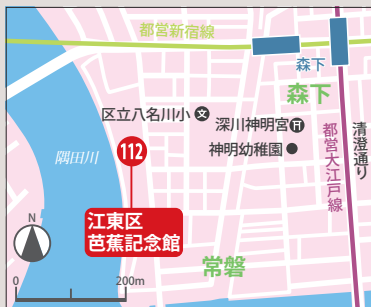 都営新宿線
森下
森下
区立八名川小
文
深川神明宮
神明幼稚園
都営大江戸線
清澄通り
隅田川
112
江東区
芭蕉記念館
常磐
N
0
200m